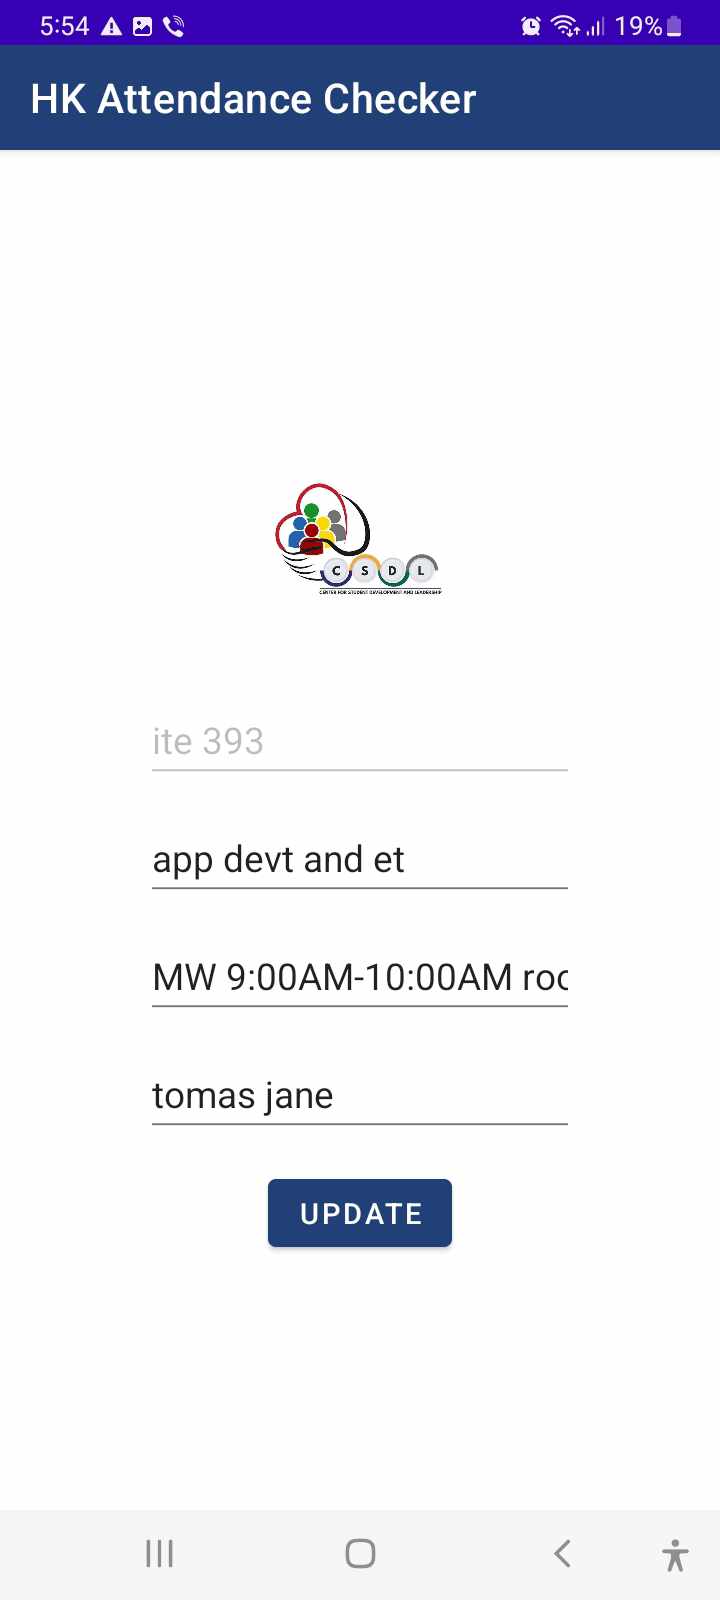 5:54 19%
HK Attendance Checker
C S D L
CENTER FOR STUDENT DEVELOPMENT AND LEADERSHIP
ite 393
app devt and et
MW 9:00AM-10:00AM roo
tomas jane
UPDATE